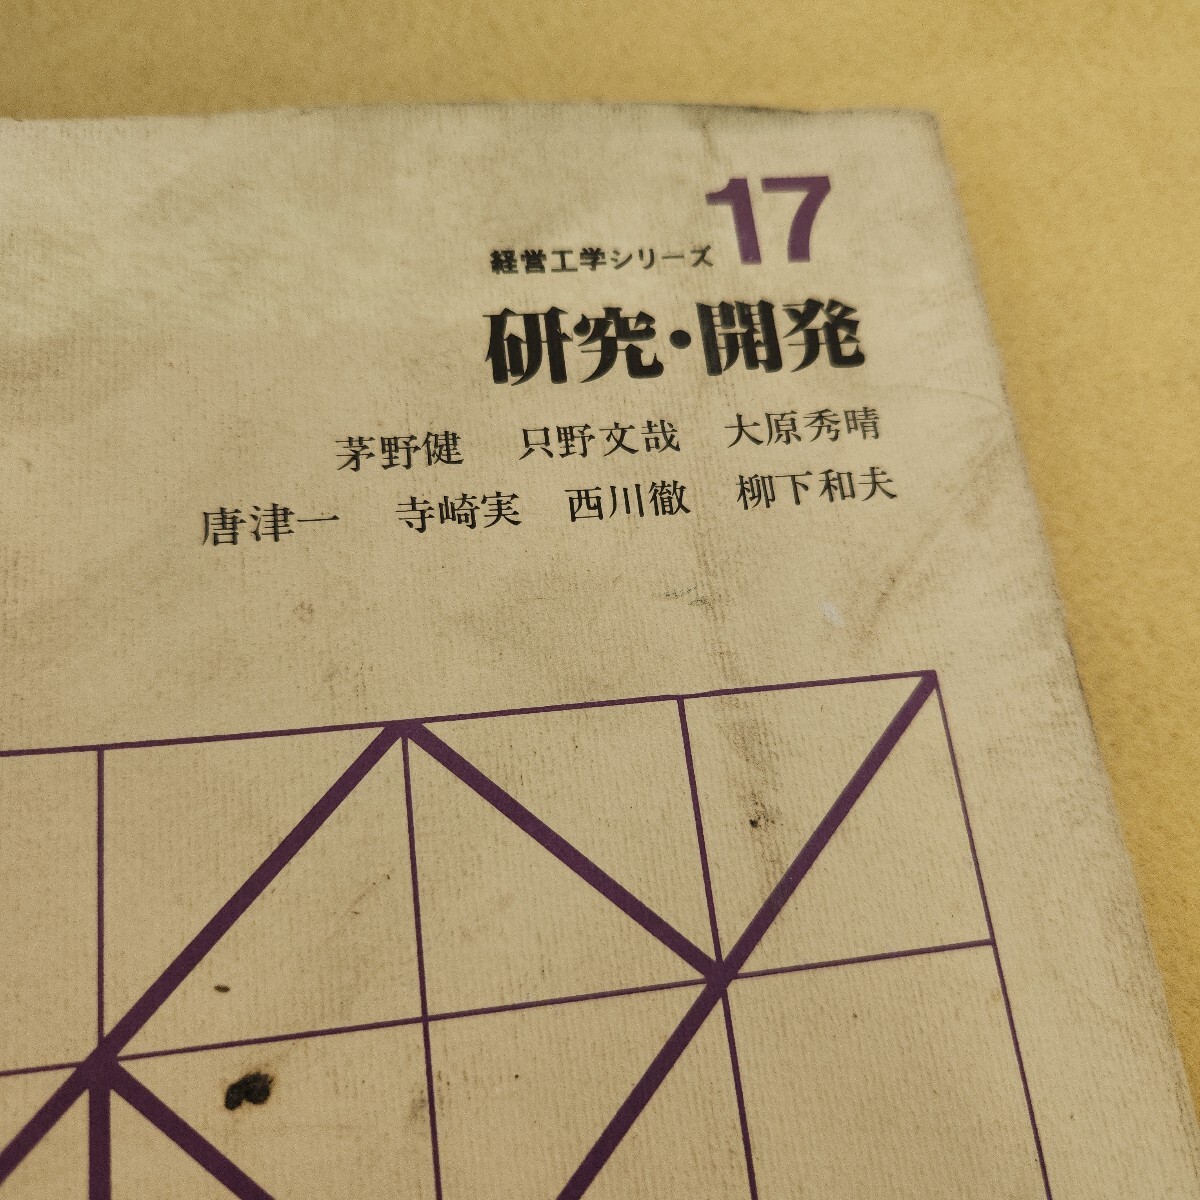 経営工学シリーズ 17
研究・開発
茅野健 只野文哉 大原秀晴
唐津一 寺崎実 西川徹 柳下和夫